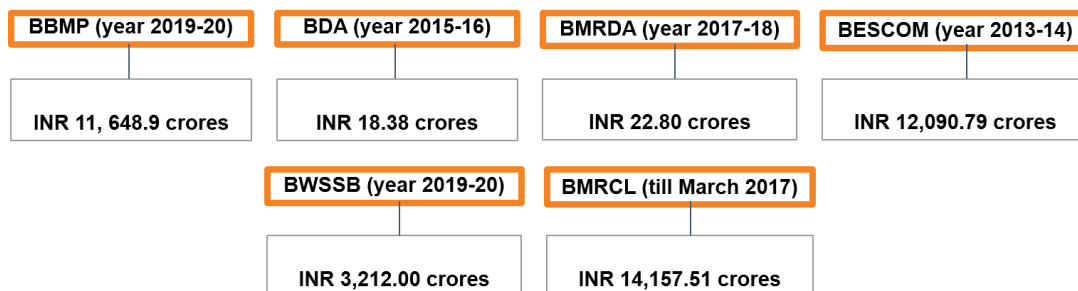 BBMP (year 2019-20)
BDA (year 2015-16)
BMRDA (year 2017-18)
BESCOM (year 2013-14)
INR 11, 648.9 crores
INR 18.38 crores
INR 22.80 crores
INR 12,090.79 crores
BWSSB (year 2019-20)
BMRCL (till March 2017)
INR 3,212.00 crores
INR 14,157.51 crores